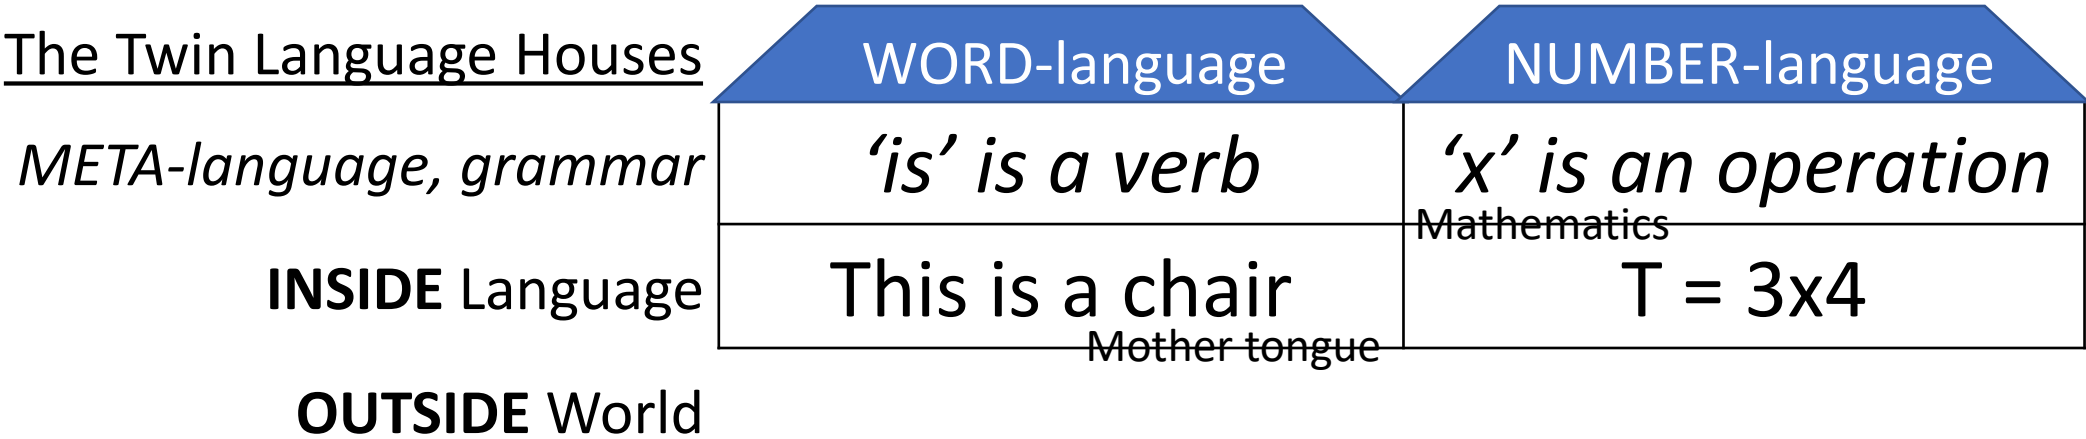 The Twin Language Houses WORD-language NUMBER-language
META-language, grammar ‘is’ is a verb ‘x’ is an operation
Mathematics
INSIDE Language This is a chair T = 3x4
Mother tongue
OUTSIDE World